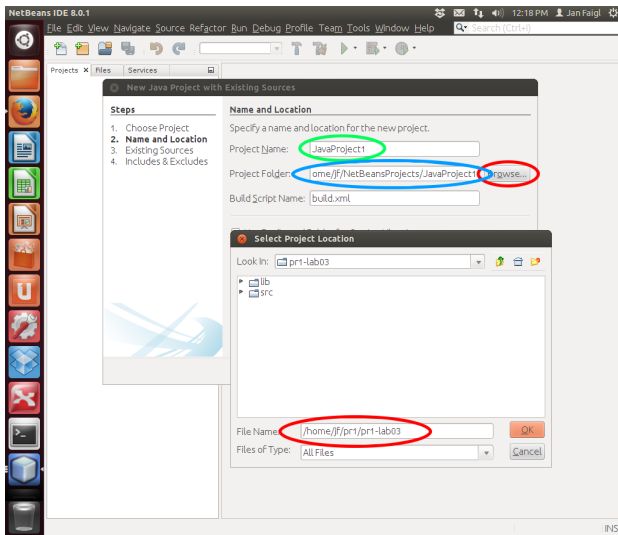 NetBeans IDE 8.0.1
12:18 PM Jan Faigl
File Edit View Navigate Source Refactor Run Debug Profile Team Tools Window Help
Search (Ctrl+I)
Projects Files Services
New Java Project with Existing Sources
Steps
1. Choose Project
2. Name and Location
3. Existing Sources
4. Includes & Excludes
Name and Location
Specify a name and location for the new project.
Project Name: JavaProject1
Project Folder: ome/jf/NetBeansProjects/JavaProject1 Browse...
Build Script Name: build.xml
Select Project Location
Look In: pr1-lab03
lib
src
File Name: /home/jf/pr1/pr1-lab03 OK
Files of Type: All Files Cancel
INS